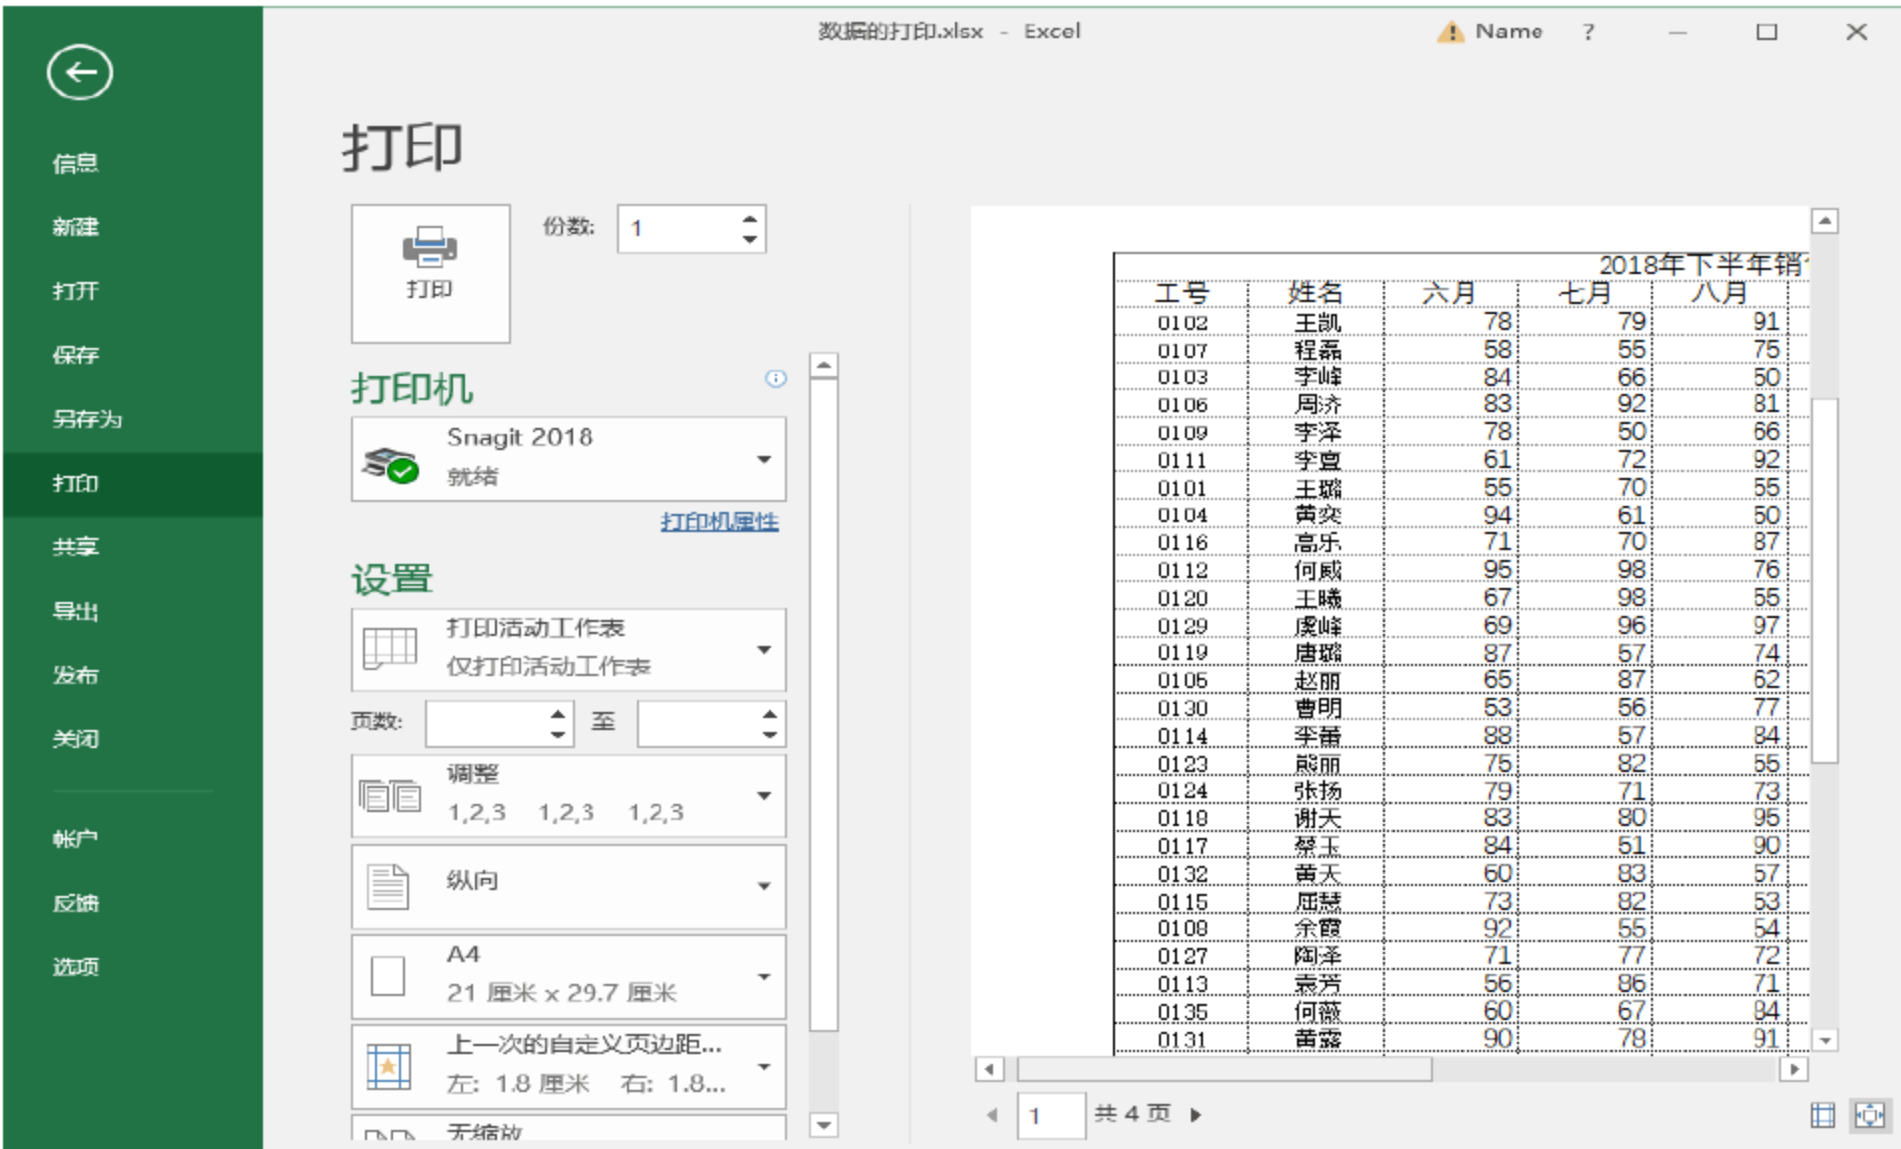 数据的打印.xlsx - Excel
Name ?
信息
新建
打开
保存
另存为
打印
共享
导出
发布
关闭
帐户
反馈
选项
打印
打印
份数: 1
打印机
Snagit 2018
就绪
打印机属性
设置
打印活动工作表
仅打印活动工作表
页数: 至
调整
1,2,3 1,2,3 1,2,3
纵向
A4
21 厘米 x 29.7 厘米
上一次的自定义页边距...
左: 1.8 厘米 右: 1.8...
无缩放
2018年下半年销
工号 姓名 六月 七月 八月
0102 王凯 78 79 91
0107 程磊 58 55 75
0103 李峰 84 66 50
0106 周济 83 92 81
0109 李泽 78 50 66
0111 李亶 61 72 92
0101 王璐 55 70 55
0104 黄奕 94 61 50
0116 高乐 71 70 87
0112 何威 95 98 76
0120 王曦 67 98 55
0129 虞峰 69 96 97
0119 唐璐 87 57 74
0105 赵丽 65 87 62
0130 曹明 53 56 77
0114 李蕃 88 57 84
0123 熊丽 75 82 55
0124 张扬 79 71 73
0118 谢天 83 80 95
0117 蔡玉 84 51 90
0132 黄天 60 83 57
0115 屈慧 73 82 53
0108 余霞 92 55 54
0127 陶泽 71 77 72
0113 袁芳 56 86 71
0135 何薇 60 67 84
0131 黄露 90 78 91
1 共 4 页